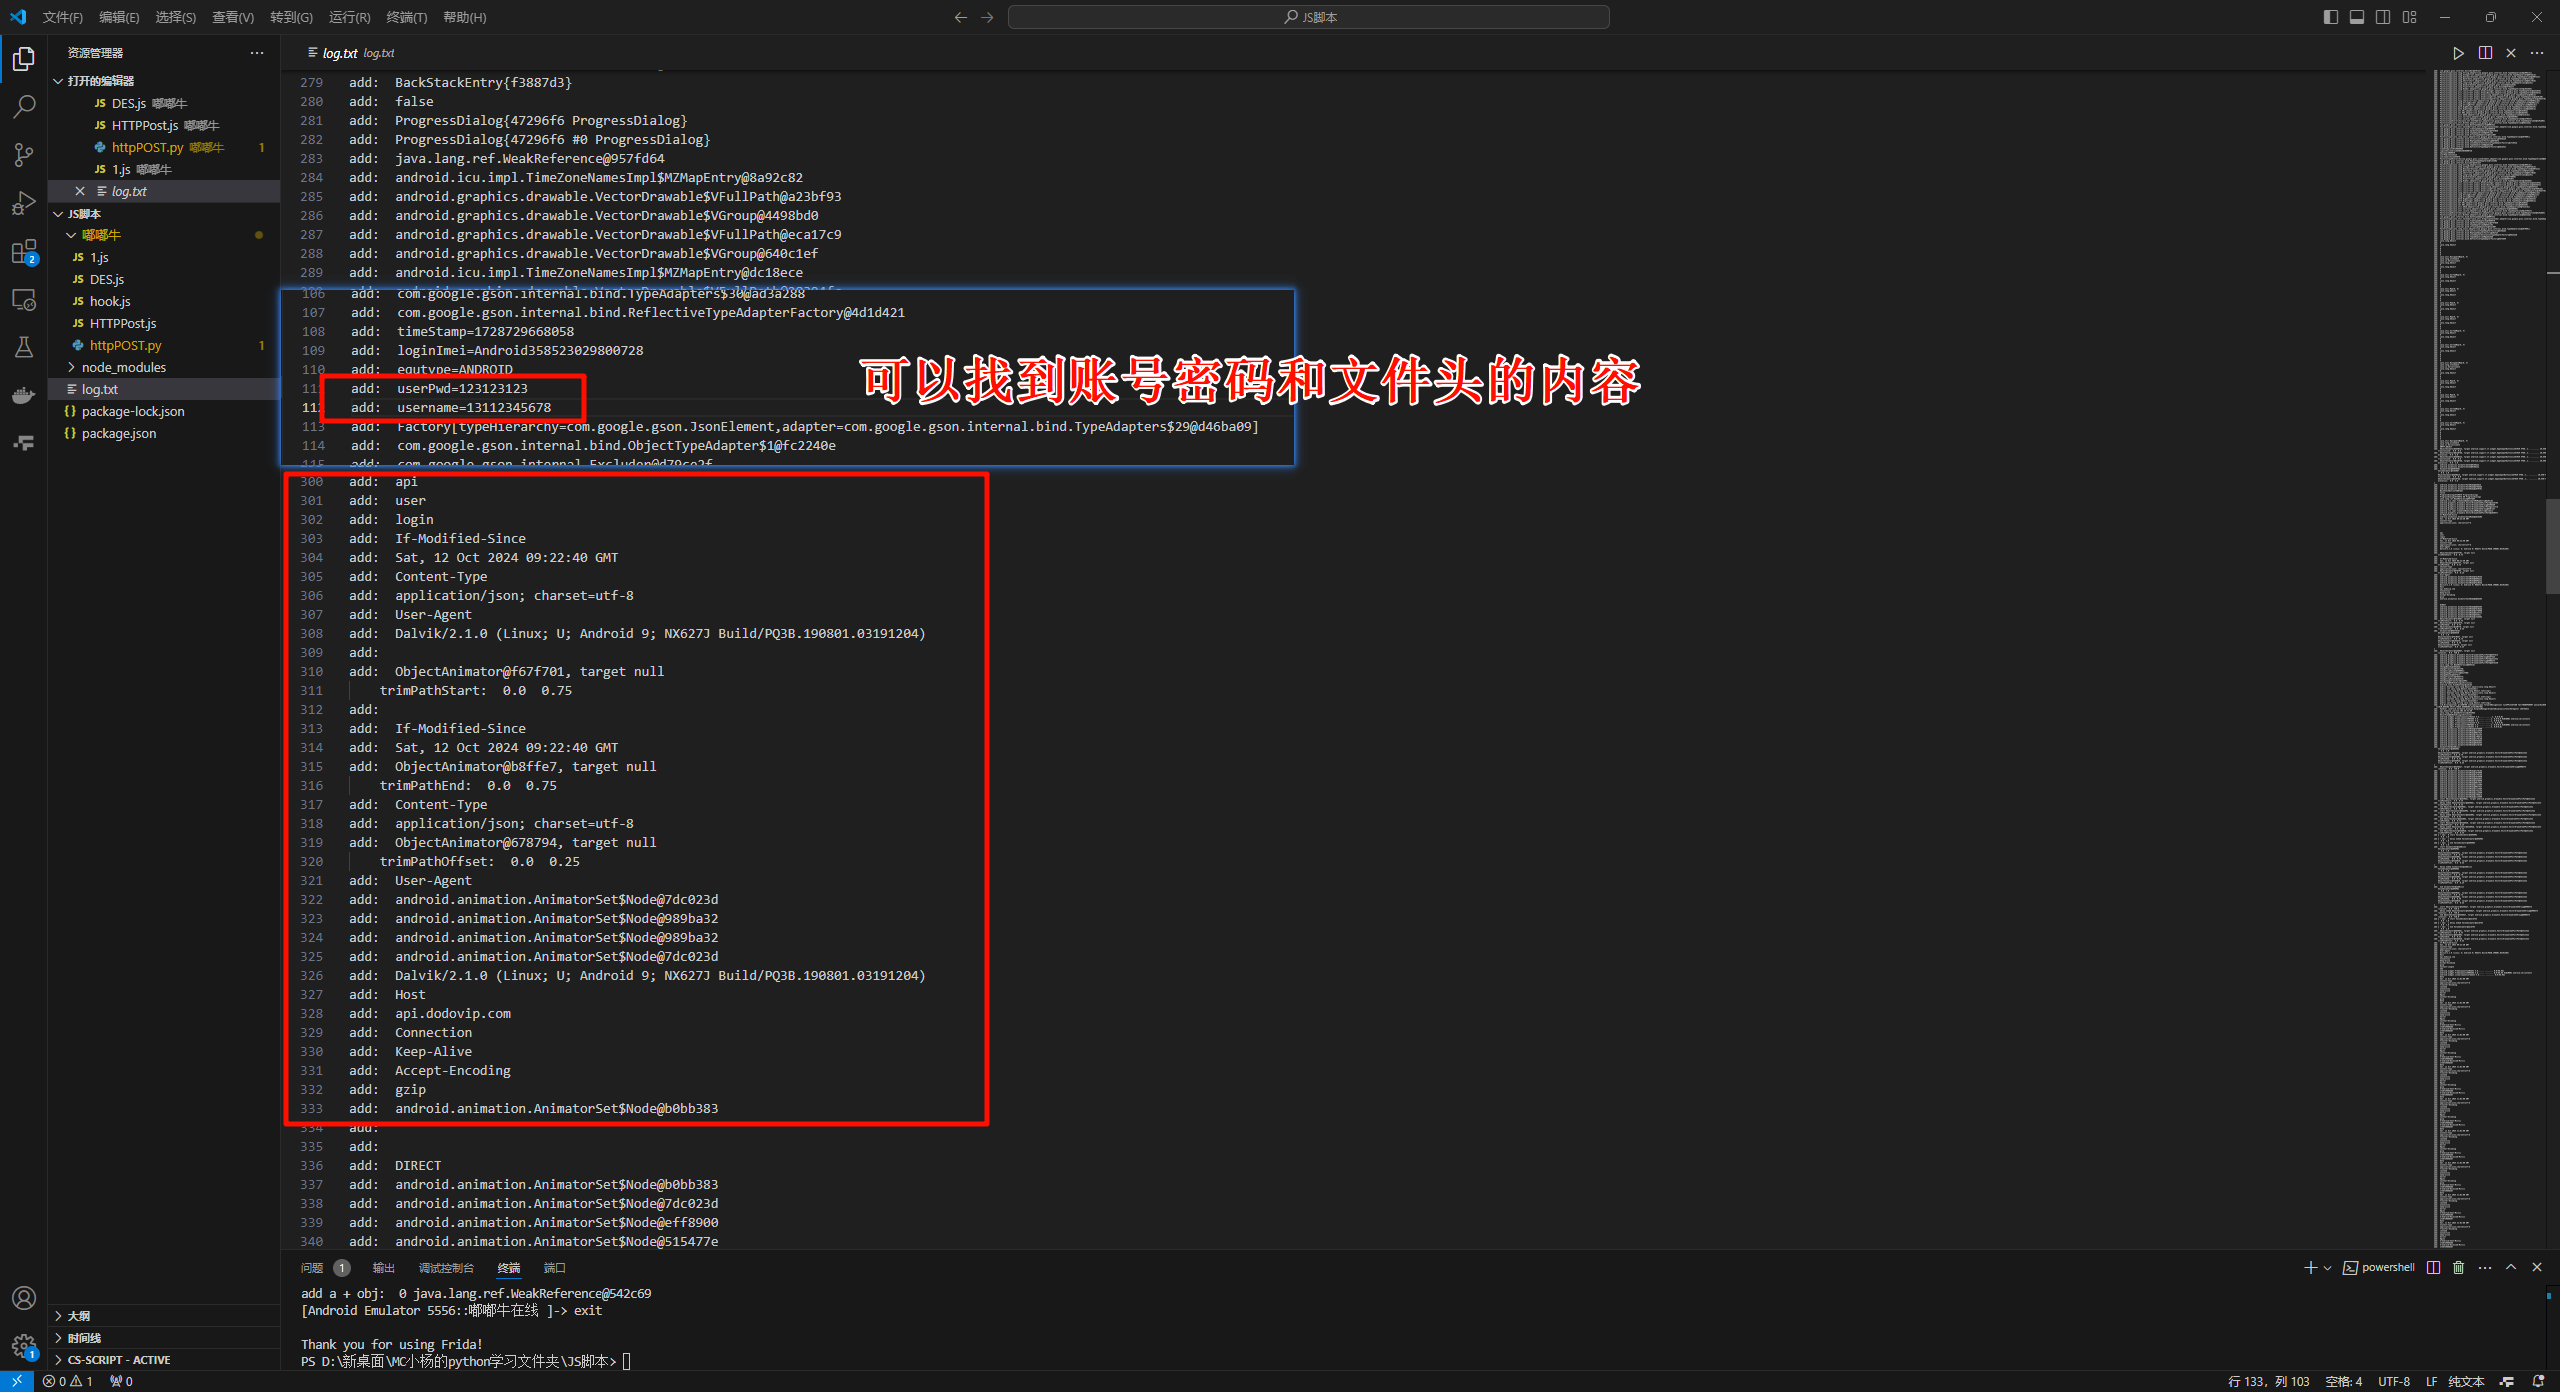 文件(F) 编辑(E) 选择(S) 查看(V) 转到(G) 运行(R) 终端(T) 帮助(H)
JS脚本
资源管理器
打开的编辑器
JS DES.js 嘟嘟牛
JS HTTPPost.js 嘟嘟牛
httpPOST.py 嘟嘟牛 1
JS 1.js 嘟嘟牛
log.txt
JS脚本
嘟嘟牛
JS 1.js
JS DES.js
JS hook.js
JS HTTPPost.js
httpPOST.py 1
node_modules
log.txt
{} package-lock.json
{} package.json
2
1
大纲
时间线
CS-SCRIPT - ACTIVE
log.txt log.txt
279 add: BackStackEntry{f3887d3}
280 add: false
281 add: ProgressDialog{47296f6 ProgressDialog}
282 add: ProgressDialog{47296f6 #0 ProgressDialog}
283 add: java.lang.ref.WeakReference@957fd64
284 add: android.icu.impl.TimeZoneNamesImpl$MZMapEntry@8a92c82
285 add: android.graphics.drawable.VectorDrawable$VFullPath@a23bf93
286 add: android.graphics.drawable.VectorDrawable$VGroup@4498bd0
287 add: android.graphics.drawable.VectorDrawable$VFullPath@eca17c9
288 add: android.graphics.drawable.VectorDrawable$VGroup@640c1ef
289 add: android.icu.impl.TimeZoneNamesImpl$MZMapEntry@dc18ece
106 add: com.google.gson.internal.bind.TypeAdapters$30@ad3a288
107 add: com.google.gson.internal.bind.ReflectiveTypeAdapterFactory@4d1d421
108 add: timeStamp=1728729668058
109 add: loginImei=Android358523029800728
110 add: equtype=ANDROID
111 add: userPwd=123123123
112 add: username=13112345678
113 add: Factory[typeHierarchy=com.google.gson.JsonElement,adapter=com.google.gson.internal.bind.TypeAdapters$29@d46ba09]
114 add: com.google.gson.internal.bind.ObjectTypeAdapter$1@fc2240e
115 add: com.google.gson.internal.Excluder@d79ce2f
可以找到账号密码和文件头的内容
300 add: api
301 add: user
302 add: login
303 add: If-Modified-Since
304 add: Sat, 12 Oct 2024 09:22:40 GMT
305 add: Content-Type
306 add: application/json; charset=utf-8
307 add: User-Agent
308 add: Dalvik/2.1.0 (Linux; U; Android 9; NX627J Build/PQ3B.190801.03191204)
309 add:
310 add: ObjectAnimator@f67f701, target null
311 trimPathStart: 0.0 0.75
312 add:
313 add: If-Modified-Since
314 add: Sat, 12 Oct 2024 09:22:40 GMT
315 add: ObjectAnimator@b8ffe7, target null
316 trimPathEnd: 0.0 0.75
317 add: Content-Type
318 add: application/json; charset=utf-8
319 add: ObjectAnimator@678794, target null
320 trimPathOffset: 0.0 0.25
321 add: User-Agent
322 add: android.animation.AnimatorSet$Node@7dc023d
323 add: android.animation.AnimatorSet$Node@989ba32
324 add: android.animation.AnimatorSet$Node@989ba32
325 add: android.animation.AnimatorSet$Node@7dc023d
326 add: Dalvik/2.1.0 (Linux; U; Android 9; NX627J Build/PQ3B.190801.03191204)
327 add: Host
328 add: api.dodovip.com
329 add: Connection
330 add: Keep-Alive
331 add: Accept-Encoding
332 add: gzip
333 add: android.animation.AnimatorSet$Node@b0bb383
334 add:
335 add:
336 add: DIRECT
337 add: android.animation.AnimatorSet$Node@b0bb383
338 add: android.animation.AnimatorSet$Node@7dc023d
339 add: android.animation.AnimatorSet$Node@eff8900
340 add: android.animation.AnimatorSet$Node@515477e
问题 1 输出 调试控制台 终端 端口
powershell
add a + obj: 0 java.lang.ref.WeakReference@542c69
[Android Emulator 5556::嘟嘟牛在线 ]-> exit
Thank you for using Frida!
PS D:\新桌面\MC小杨的python学习文件夹\JS脚本>
0 1 0
行 133，列 103 空格: 4 UTF-8 LF 纯文本